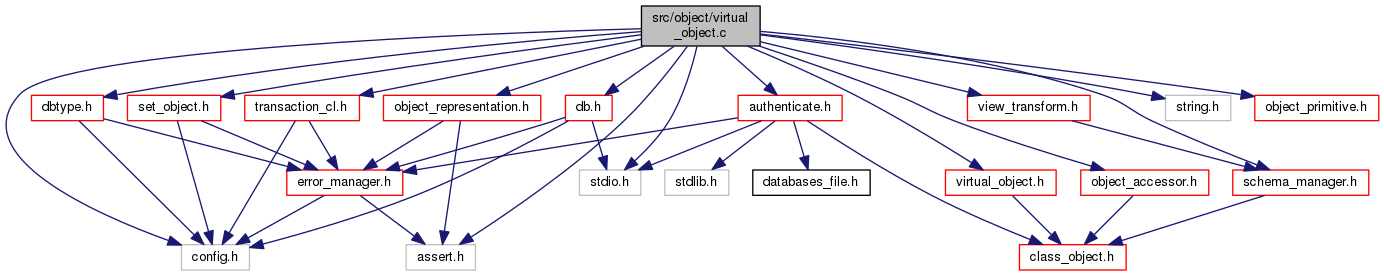 src/object/virtual
_object.c
dbtype.h
set_object.h
transaction_cl.h
object_representation.h
db.h
authenticate.h
view_transform.h
string.h
object_primitive.h
error_manager.h
stdio.h
stdlib.h
databases_file.h
virtual_object.h
object_accessor.h
schema_manager.h
config.h
assert.h
class_object.h